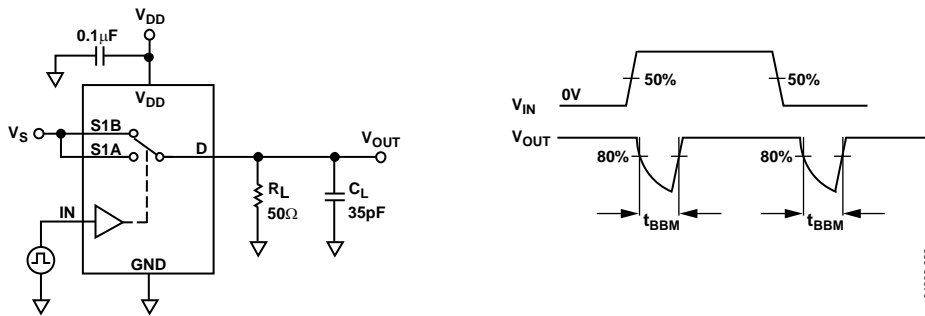 V_DD
0.1µF
V_DD
V_S
S1B
S1A
D
V_OUT
IN
R_L
50Ω
C_L
35pF
GND
V_IN
0V
50%
50%
V_OUT
80%
80%
t_BBM
t_BBM